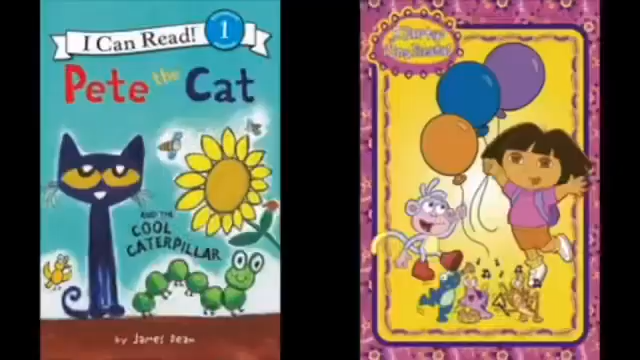 I Can Read!
1
Pete the Cat
AND THE
COOL
CATERPILLAR
by James Dean